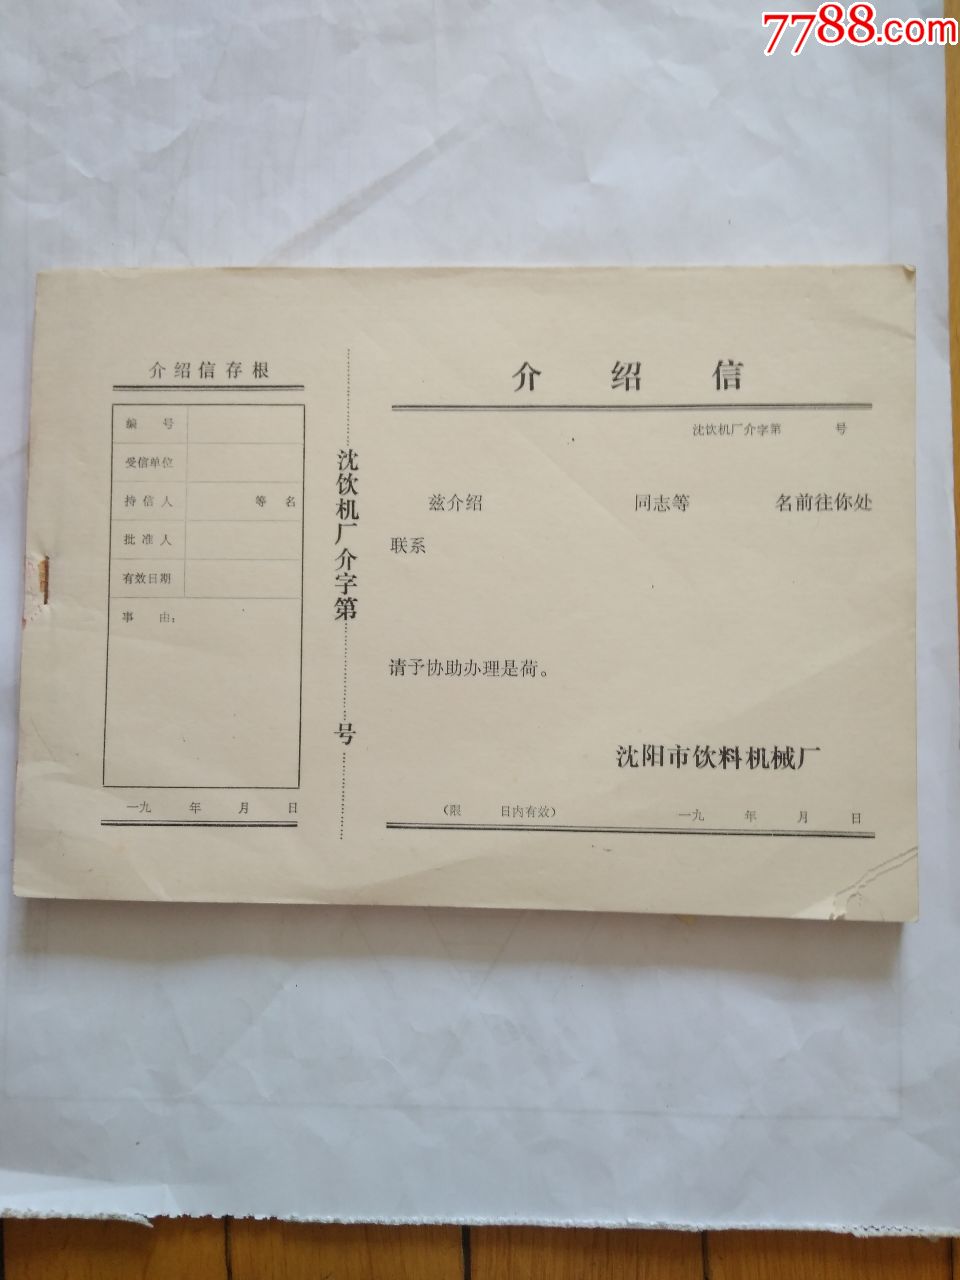 7788.com
介绍信存根
编 号
受信单位
持信人 等 名
批准人
有效日期
事 由：
一九 年 月 日
沈饮机厂介字第 号
介 绍 信
沈饮机厂介字第 号
兹介绍 同志等 名前往你处
联系
请予协助办理是荷。
沈阳市饮料机械厂
（限 日内有效） 一九 年 月 日